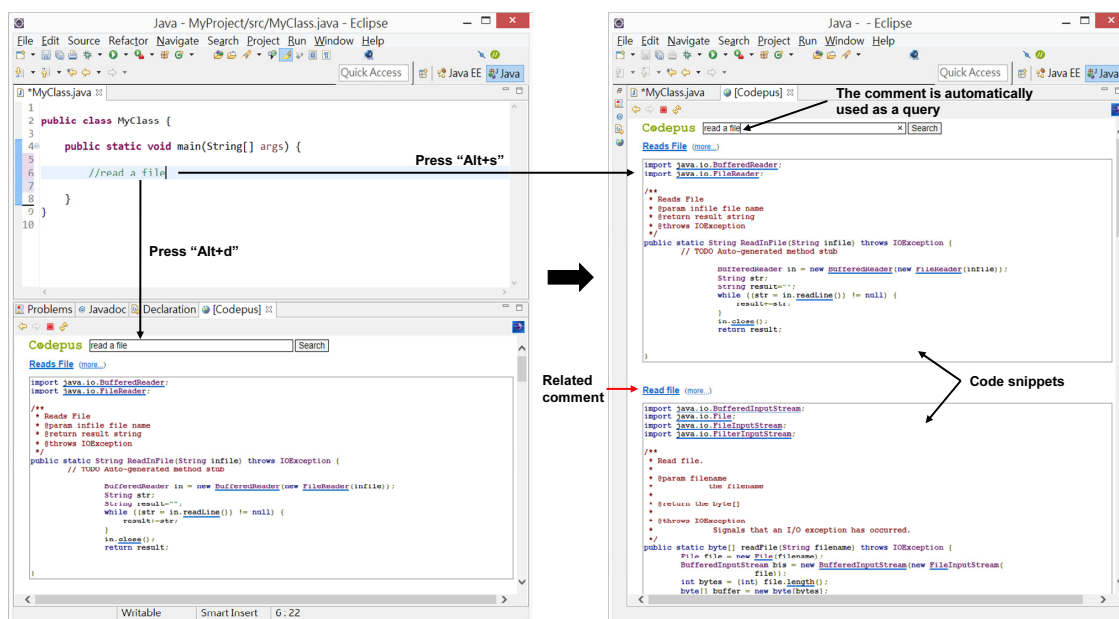 Java - MyProject/src/MyClass.java - Eclipse
File Edit Source Refactor Navigate Search Project Run Window Help
Quick Access
Java EE
Java
*MyClass.java
1
2 public class MyClass {
3
4 public static void main(String[] args) {
5
6 //read a file
7
8 }
9 }
10
Press “Alt+s”
Press “Alt+d”
Problems @ Javadoc Declaration [Codepus]
Codepus read a file Search
Reads File (more...)
import java.io.BufferedReader;
import java.io.FileReader;
/**
* Reads File
* @param infile file name
* @return result string
* @throws IOException
*/
public static String ReadInFile(String infile) throws IOException {
// TODO Auto-generated method stub
BufferedReader in = new BufferedReader(new FileReader(infile));
String str;
String result="";
while ((str = in.readLine()) != null) {
result+=str;
}
in.close();
return result;
}
Writable Smart Insert 6 : 22
Java - - Eclipse
File Edit Navigate Search Project Run Window Help
Quick Access
Java EE
Java
*MyClass.java [Codepus]
The comment is automatically
used as a query
Codepus read a file Search
Reads File (more...)
import java.io.BufferedReader;
import java.io.FileReader;
/**
* Reads File
* @param infile file name
* @return result string
* @throws IOException
*/
public static String ReadInFile(String infile) throws IOException {
// TODO Auto-generated method stub
BufferedReader in = new BufferedReader(new FileReader(infile));
String str;
String result="";
while ((str = in.readLine()) != null) {
result+=str;
}
in.close();
return result;
}
Related
comment
Code snippets
Read file (more...)
import java.io.BufferedInputStream;
import java.io.File;
import java.io.FileInputStream;
import java.io.FilterInputStream;
/**
* Read file.
*
* @param filename
* the filename
*
* @return the byte[]
*
* @throws IOException
* Signals that an I/O exception has occurred.
*/
public static byte[] readFile(String filename) throws IOException {
File file = new File(filename);
BufferedInputStream bis = new BufferedInputStream(new FileInputStream(
file));
int bytes = (int) file.length();
byte[] buffer = new byte[bytes];